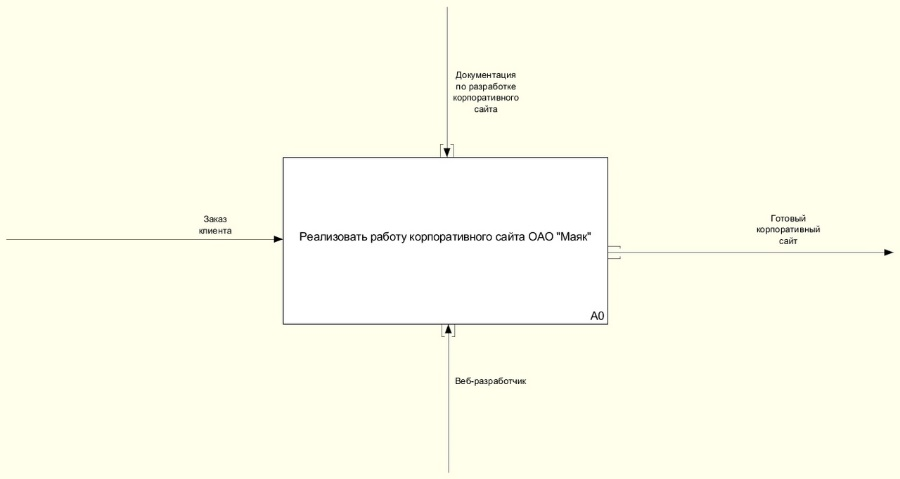 Документация
по разработке
корпоративного
сайта
Заказ
клиента
Реализовать работу корпоративного сайта ОАО "Маяк"
Готовый
корпоративный
сайт
A0
Веб-разработчик